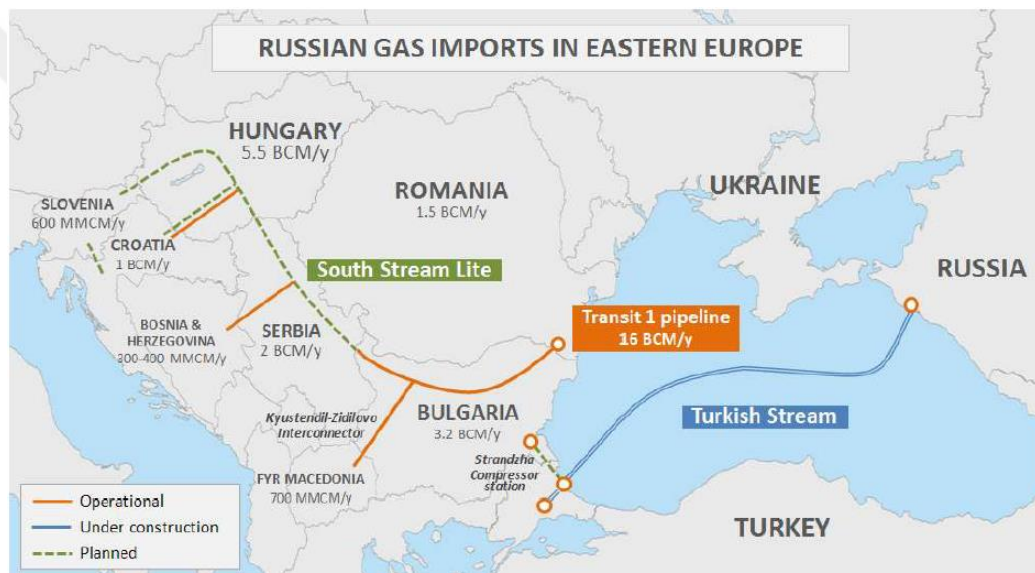 RUSSIAN GAS IMPORTS IN EASTERN EUROPE
HUNGARY
5.5 BCM/y
SLOVENIA
600 MMCM/y
CROATIA
1 BCM/y
ROMANIA
1.5 BCM/y
UKRAINE
RUSSIA
South Stream Lite
BOSNIA &
HERZEGOVINA
300-400 MMCM/y
SERBIA
2 BCM/y
Transit 1 pipeline
16 BCM/y
Kyustendil-Zidilovo
Interconnector
BULGARIA
3.2 BCM/y
Turkish Stream
Strandzha
Compressor
station
FYR MACEDONIA
700 MMCM/y
TURKEY
Operational
Under construction
Planned